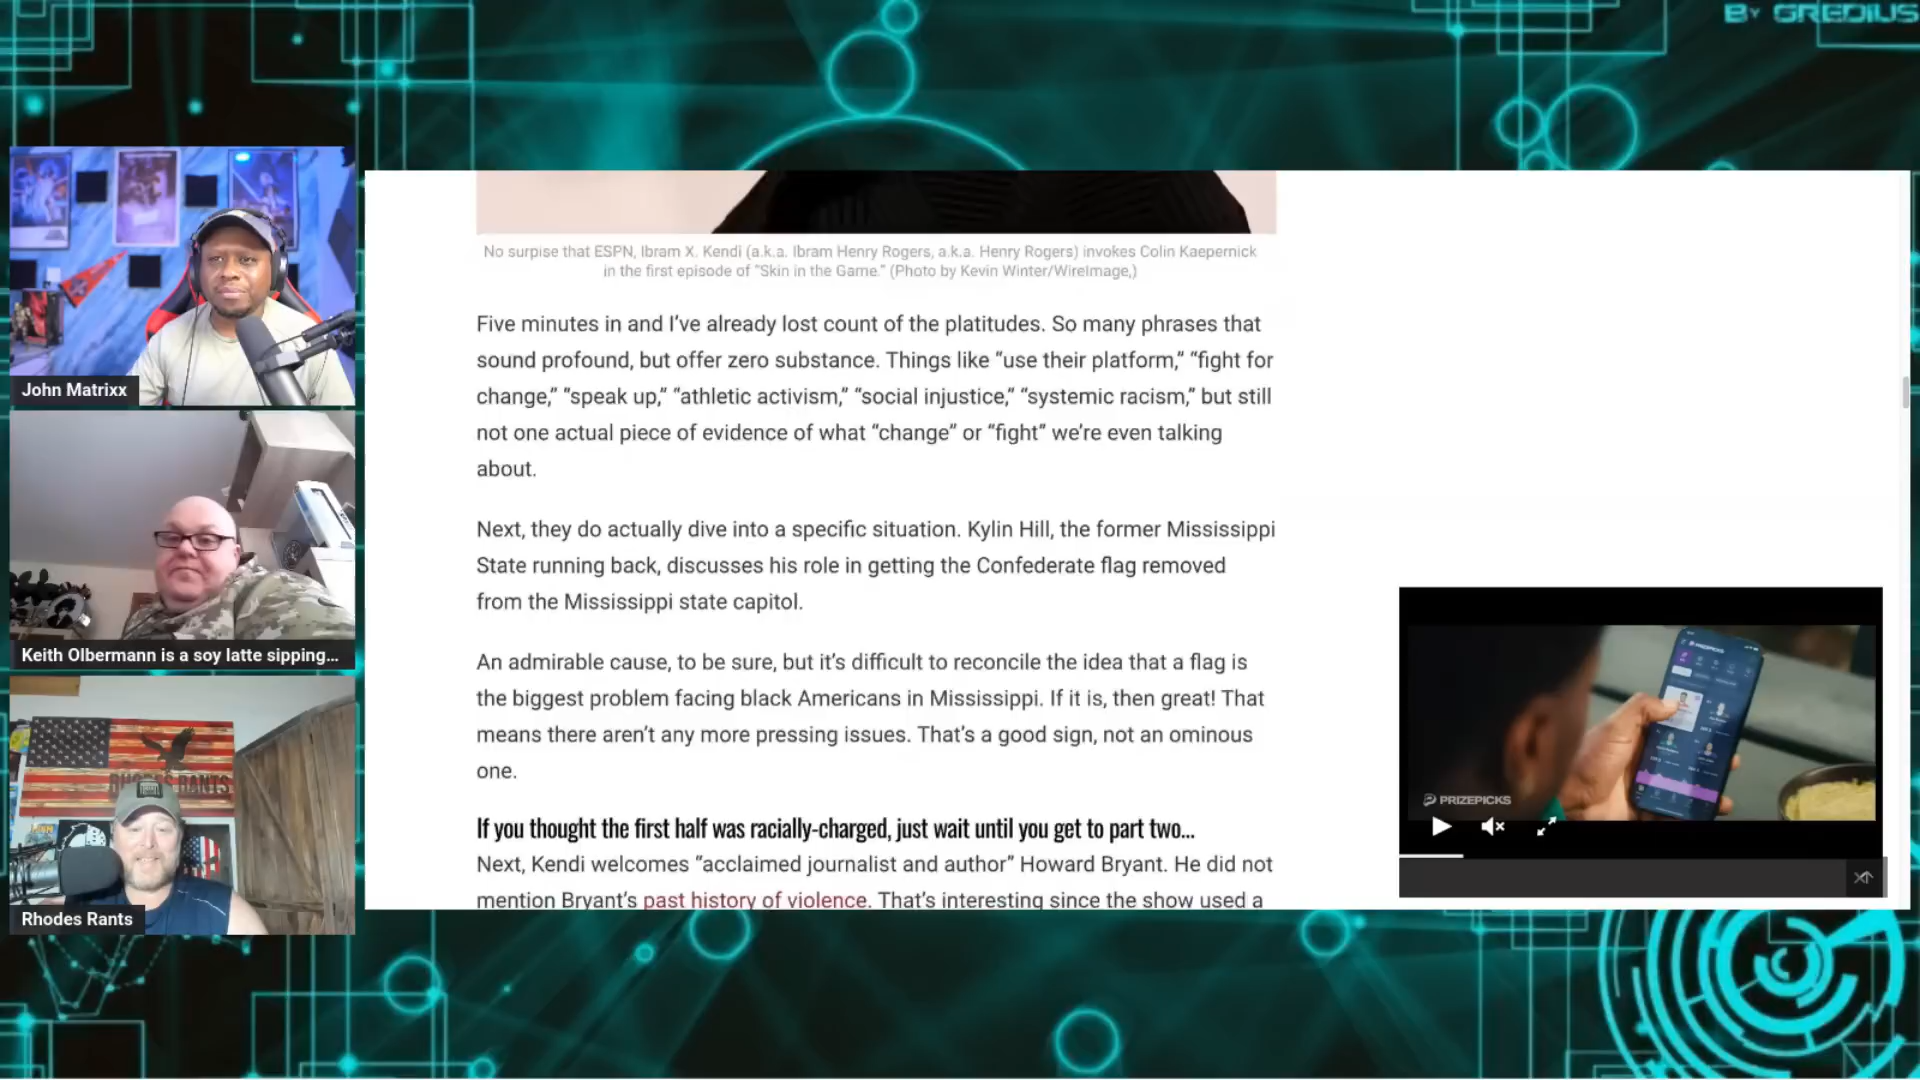 BY GREDIUS
No surprise that ESPN, Ibram X. Kendi (a.k.a. Ibram Henry Rogers, a.k.a. Henry Rogers) invokes Colin Kaepernick
in the first episode of "Skin in the Game." (Photo by Kevin Winter/WireImage,)
Five minutes in and I've already lost count of the platitudes. So many phrases that
sound profound, but offer zero substance. Things like “use their platform,” “fight for
change,” “speak up,” “athletic activism,” “social injustice,” “systemic racism,” but still
not one actual piece of evidence of what “change” or “fight” we’re even talking
about.
Next, they do actually dive into a specific situation. Kylin Hill, the former Mississippi
State running back, discusses his role in getting the Confederate flag removed
from the Mississippi state capitol.
An admirable cause, to be sure, but it’s difficult to reconcile the idea that a flag is
the biggest problem facing black Americans in Mississippi. If it is, then great! That
means there aren’t any more pressing issues. That’s a good sign, not an ominous
one.
If you thought the first half was racially-charged, just wait until you get to part two...
Next, Kendi welcomes “acclaimed journalist and author” Howard Bryant. He did not
mention Bryant’s past history of violence. That’s interesting since the show used a
John Matrixx
Keith Olbermann is a soy latte sipping...
RHODES RANTS
Rhodes Rants
PRIZEPICKS